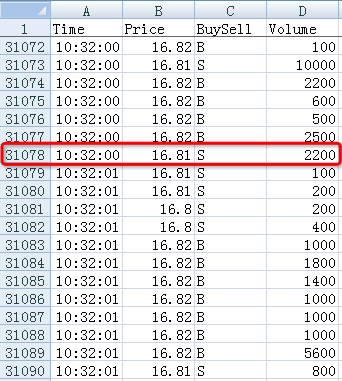 A B C D
1 Time Price BuySell Volume
31072 10:32:00 16.82 B 100
31073 10:32:00 16.81 S 10000
31074 10:32:00 16.82 B 2200
31075 10:32:00 16.82 B 600
31076 10:32:00 16.82 B 500
31077 10:32:00 16.82 B 2500
31078 10:32:00 16.81 S 2200
31079 10:32:01 16.81 S 100
31080 10:32:01 16.81 S 200
31081 10:32:01 16.8 S 200
31082 10:32:01 16.8 S 400
31083 10:32:01 16.82 B 1000
31084 10:32:01 16.82 B 1800
31085 10:32:01 16.82 B 1400
31086 10:32:01 16.82 B 1000
31087 10:32:01 16.82 B 1000
31088 10:32:01 16.82 B 1000
31089 10:32:01 16.82 B 5600
31090 10:32:01 16.81 S 800